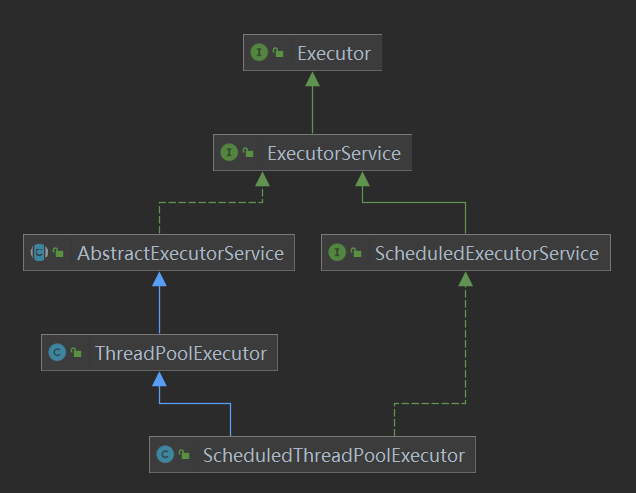 Executor
ExecutorService
AbstractExecutorService
ScheduledExecutorService
ThreadPoolExecutor
ScheduledThreadPoolExecutor